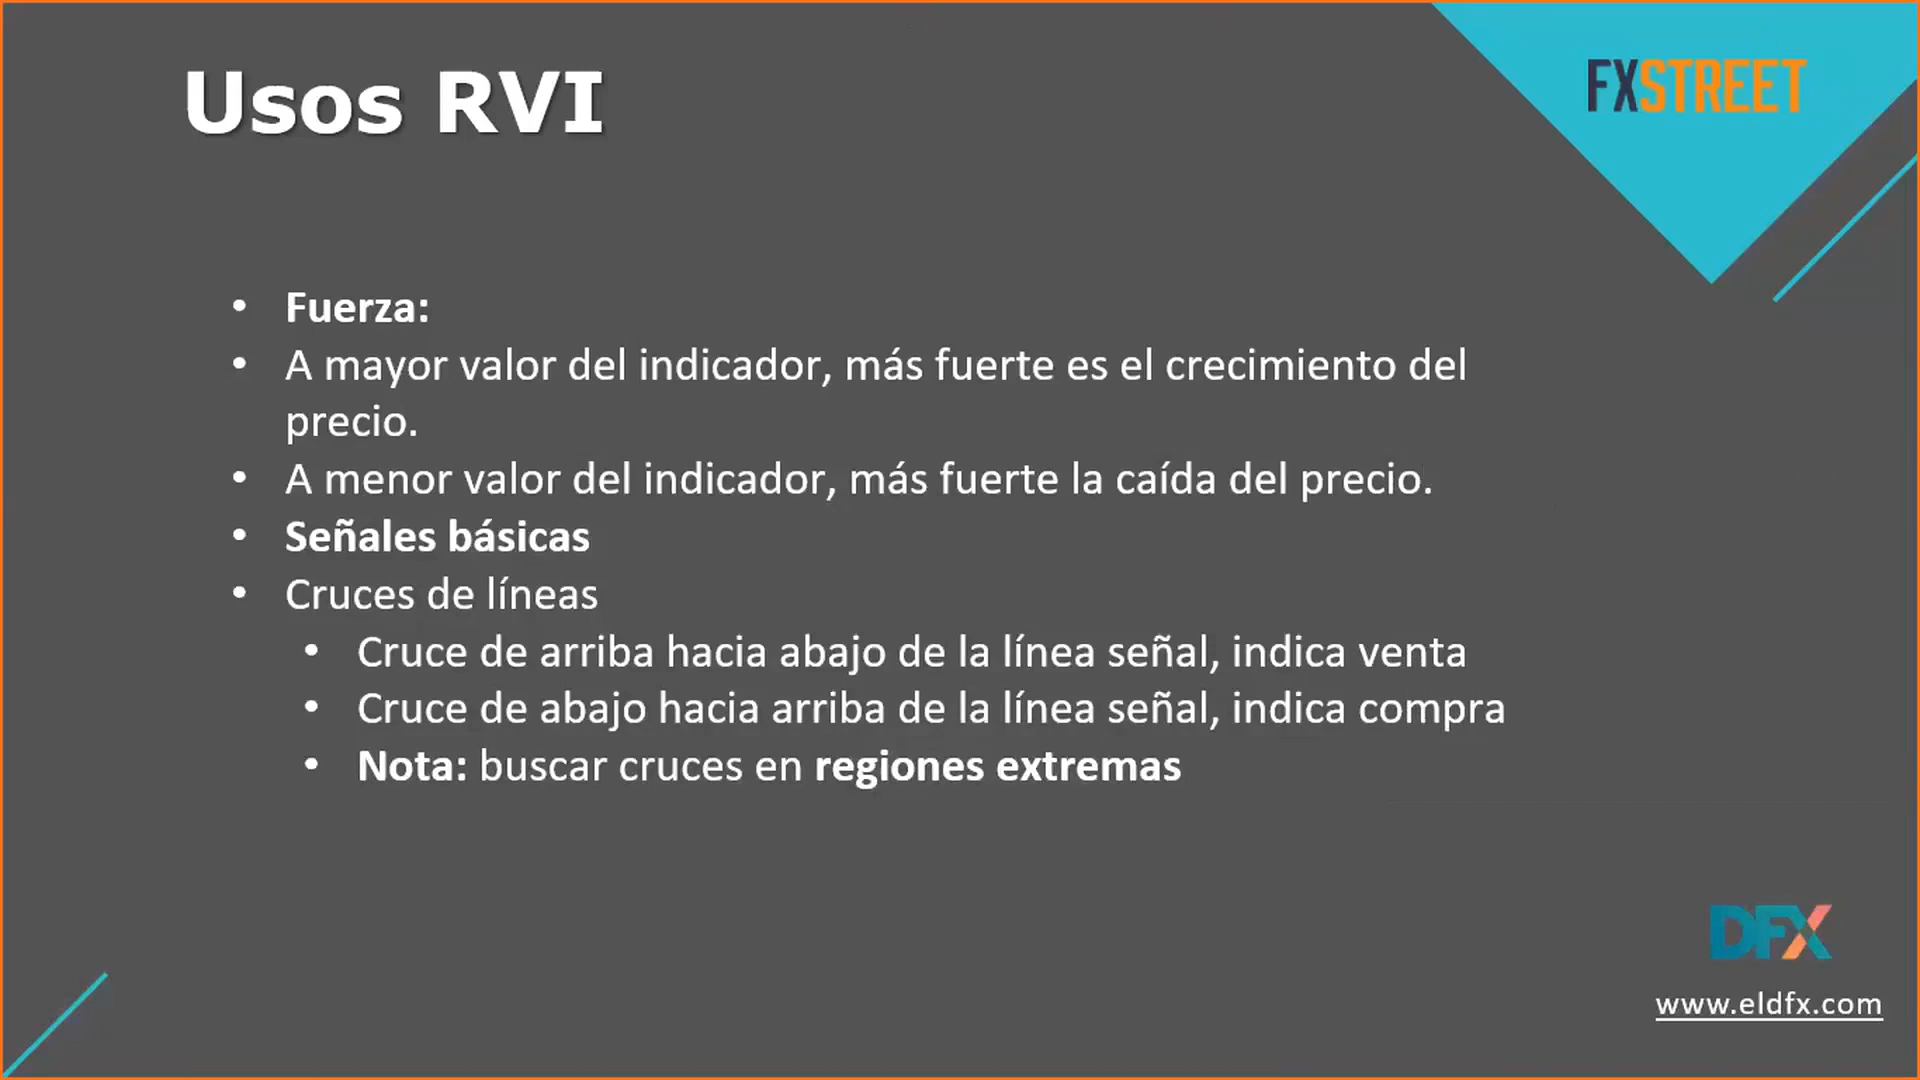 Usos RVI
FXSTREET
• Fuerza:
• A mayor valor del indicador, más fuerte es el crecimiento del
precio.
• A menor valor del indicador, más fuerte la caída del precio.
• Señales básicas
• Cruces de líneas
• Cruce de arriba hacia abajo de la línea señal, indica venta
• Cruce de abajo hacia arriba de la línea señal, indica compra
• Nota: buscar cruces en regiones extremas
DFX
www.eldfx.com